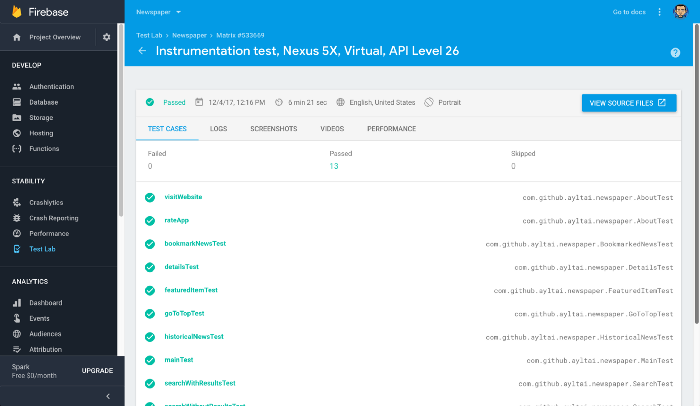 Firebase
Newspaper
Go to docs
Project Overview
Test Lab > Newspaper > Matrix #533669
Instrumentation test, Nexus 5X, Virtual, API Level 26
DEVELOP
Authentication
Database
Storage
Hosting
Functions
STABILITY
Crashlytics
Crash Reporting
Performance
Test Lab
ANALYTICS
Dashboard
Events
Audiences
Attribution
Spark
Free $0/month
UPGRADE
Passed
12/4/17, 12:16 PM
6 min 21 sec
English, United States
Portrait
VIEW SOURCE FILES
TEST CASES
LOGS
SCREENSHOTS
VIDEOS
PERFORMANCE
Failed
0
Passed
13
Skipped
0
visitWebsite com.github.ayltai.newspaper.AboutTest
rateApp com.github.ayltai.newspaper.AboutTest
bookmarkNewsTest com.github.ayltai.newspaper.BookmarkedNewsTest
detailsTest com.github.ayltai.newspaper.DetailsTest
featuredItemTest com.github.ayltai.newspaper.FeaturedItemTest
goToTopTest com.github.ayltai.newspaper.GoToTopTest
historicalNewsTest com.github.ayltai.newspaper.HistoricalNewsTest
mainTest com.github.ayltai.newspaper.MainTest
searchWithResultsTest com.github.ayltai.newspaper.SearchTest